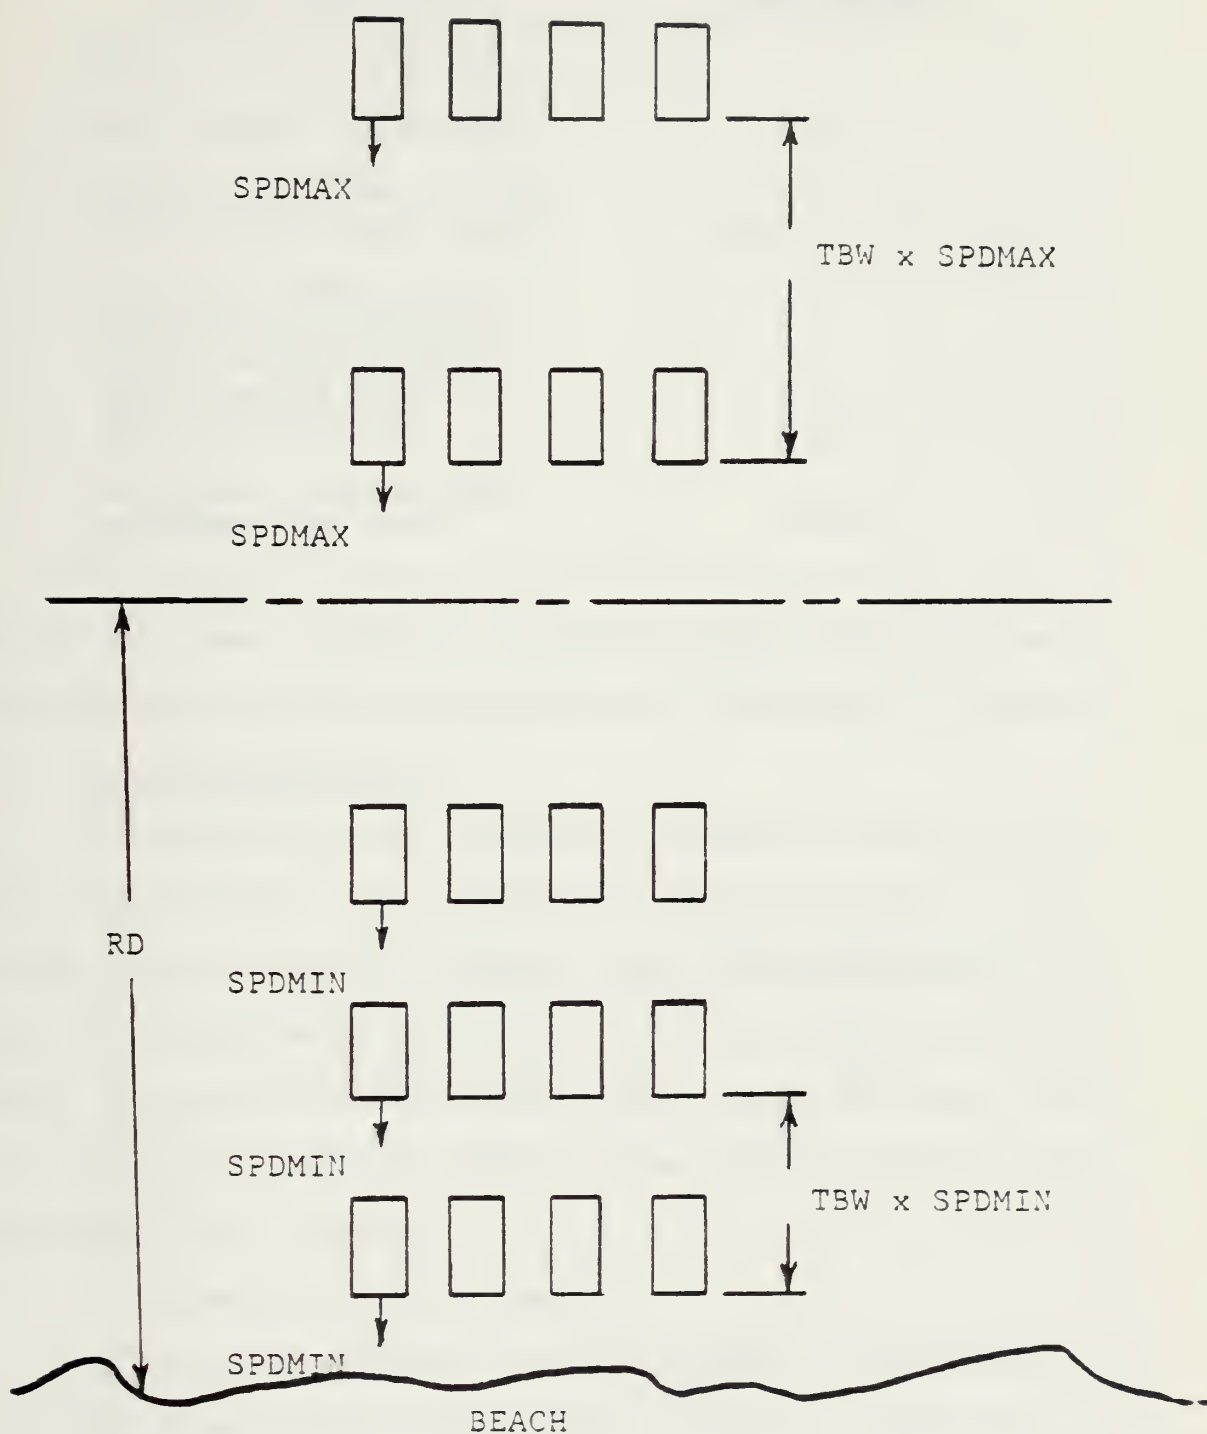 SPDMAX
TBW x SPDMAX
SPDMAX
RD
SPDMIN
SPDMIN
TBW x SPDMIN
SPDMIN
BEACH